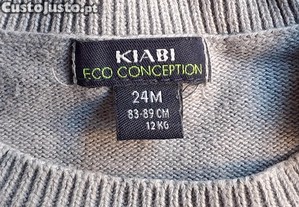 CustoJusto.pt
KIABI
ECO CONCEPTION
24M
83-89 CM
12 KG